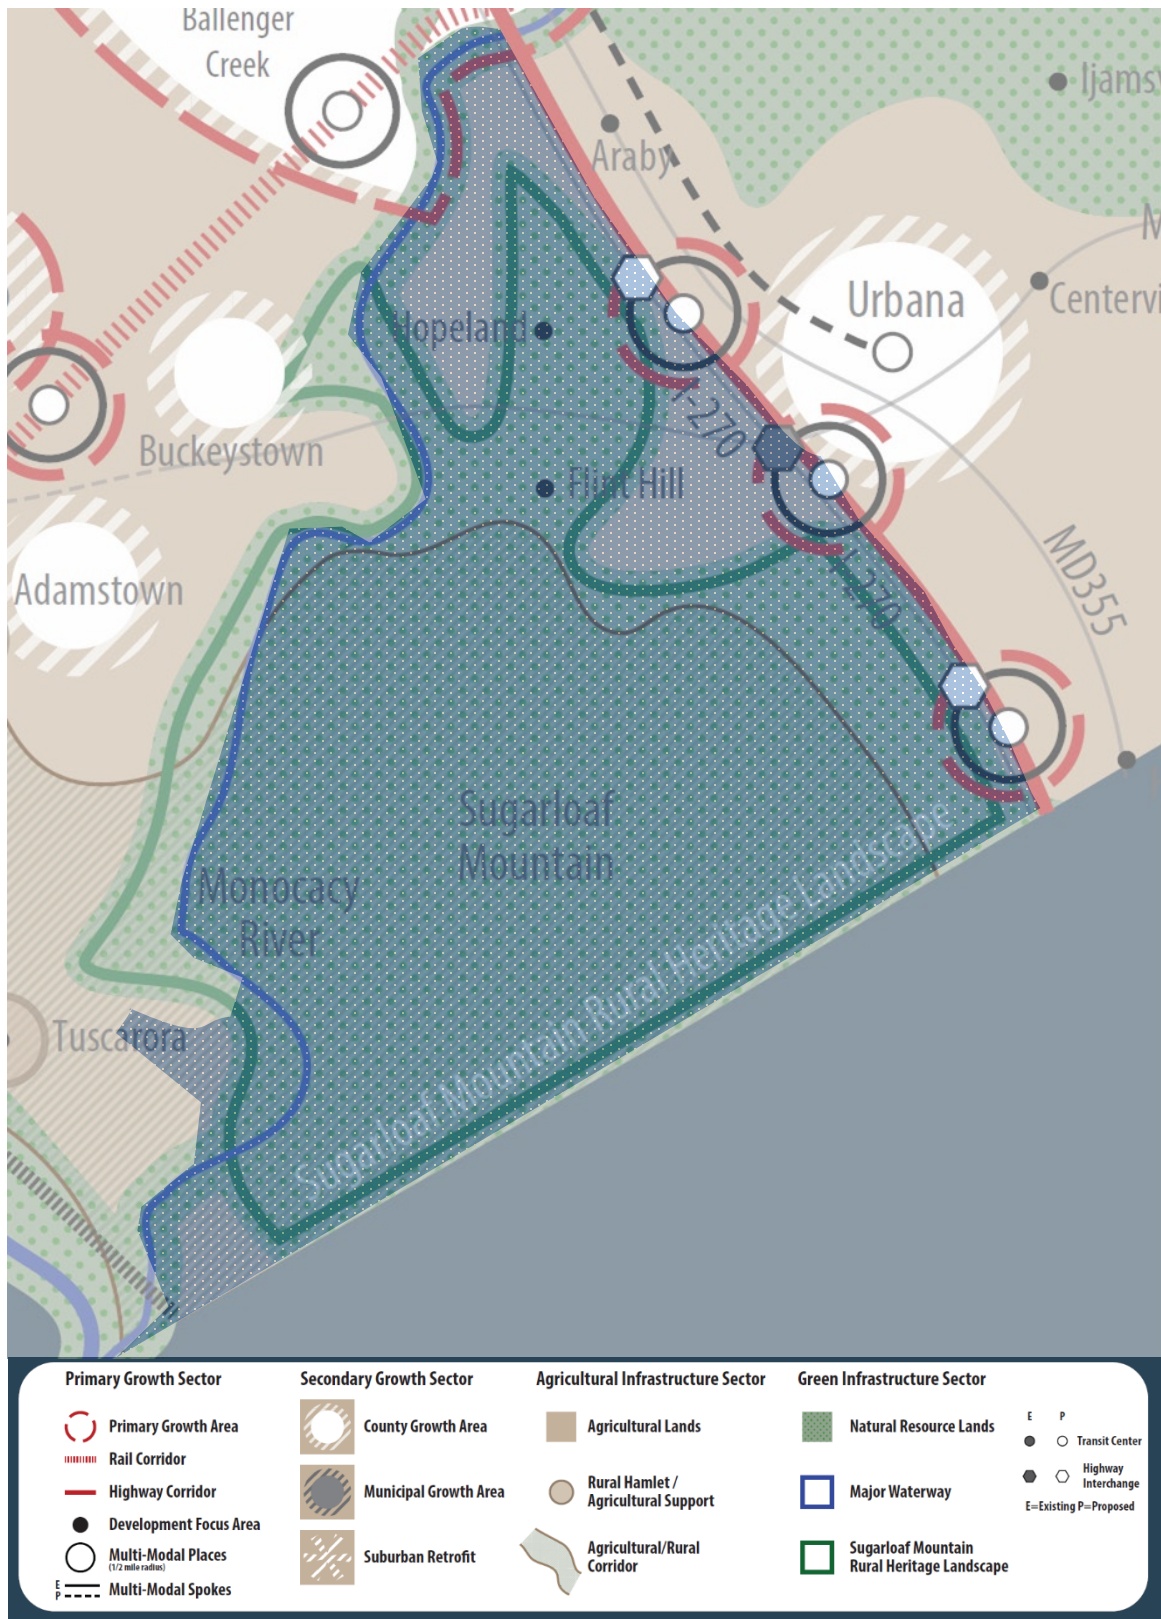 Ballenger
Creek
Araby
Urbana
Hopeland
I-270
Buckeystown
Flint Hill
Adamstown
I-270
MD355
Sugarloaf
Mountain
Monocacy
River
Sugarloaf Mountain Rural Heritage Landscape
Tuscarora
Primary Growth Sector
Primary Growth Area
Rail Corridor
Highway Corridor
Development Focus Area
Multi-Modal Places
(1/2 mile radius)
E
P
Multi-Modal Spokes
Secondary Growth Sector
County Growth Area
Municipal Growth Area
Suburban Retrofit
Agricultural Infrastructure Sector
Agricultural Lands
Rural Hamlet /
Agricultural Support
Agricultural/Rural
Corridor
Green Infrastructure Sector
Natural Resource Lands
Major Waterway
Sugarloaf Mountain
Rural Heritage Landscape
E P
Transit Center
Highway
Interchange
E=Existing P=Proposed